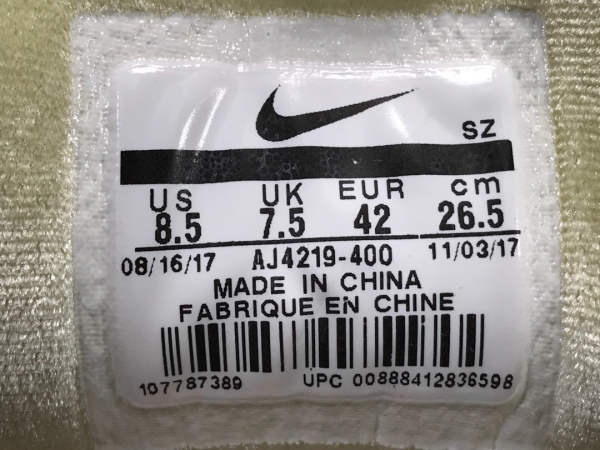 SZ
US UK EUR cm
8.5 7.5 42 26.5
08/16/17 AJ4219-400 11/03/17
MADE IN CHINA
FABRIQUE EN CHINE
107787389 UPC 00888412836598